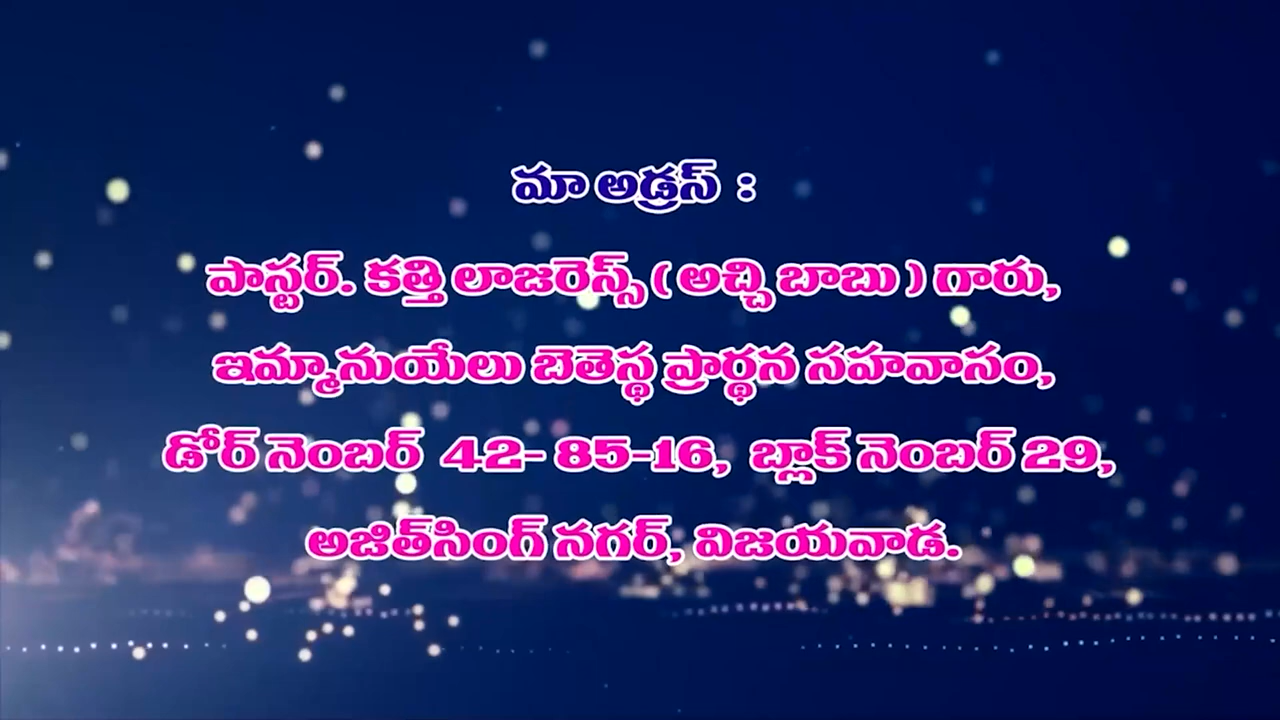 మా అడ్రస్ :
పాస్టర్. కత్తి లాజరెస్స్ ( అచ్చి బాబు ) గారు,
ఇమ్మానుయేలు బెతెస్థ ప్రార్థన సహవాసం,
డోర్ నెంబర్ 42- 85-16, బ్లాక్ నెంబర్ 29,
అజిత్‌సింగ్ నగర్, విజయవాడ.